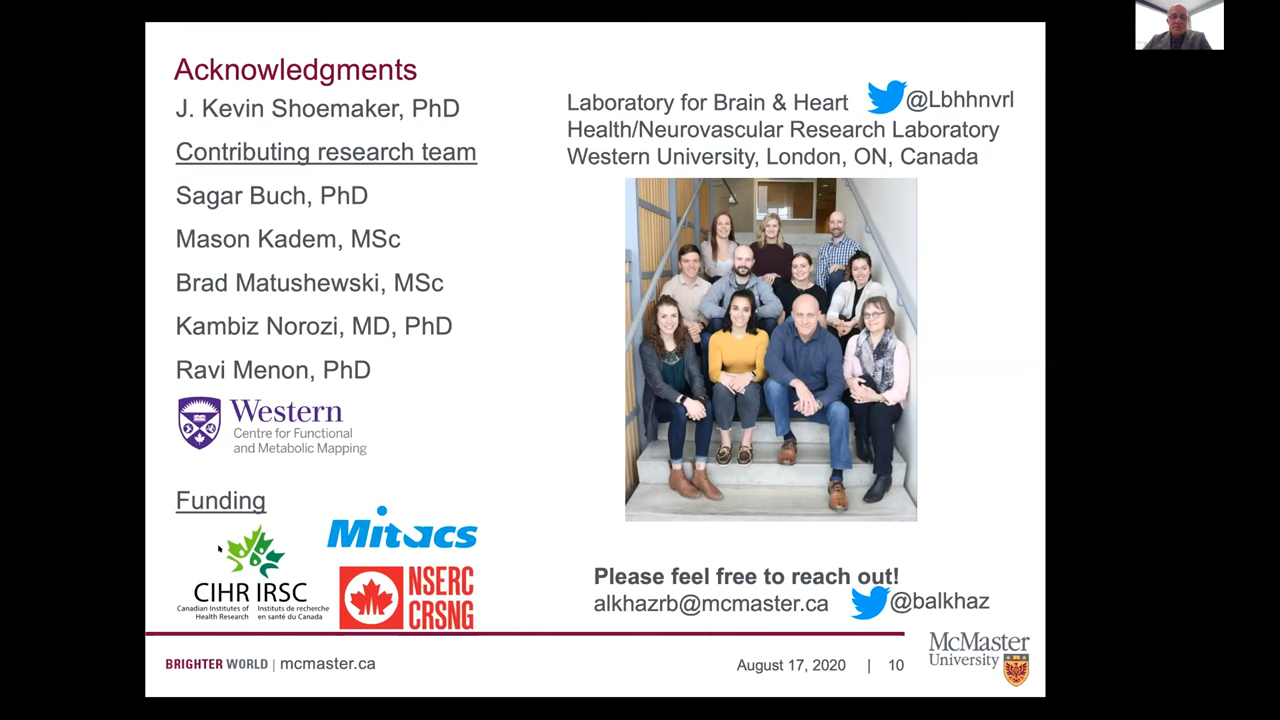 Acknowledgments
J. Kevin Shoemaker, PhD
Contributing research team
Sagar Buch, PhD
Mason Kadem, MSc
Brad Matushewski, MSc
Kambiz Norozi, MD, PhD
Ravi Menon, PhD
Western
Centre for Functional
and Metabolic Mapping
Funding
Mitacs
CIHR IRSC
Canadian Institutes of Health Research
Instituts de recherche en santé du Canada
NSERC
CRSNG
Laboratory for Brain & Heart @Lbhhnvrl
Health/Neurovascular Research Laboratory
Western University, London, ON, Canada
Please feel free to reach out!
alkhazrb@mcmaster.ca @balkhaz
BRIGHTER WORLD | mcmaster.ca
August 17, 2020 | 10
McMaster
University